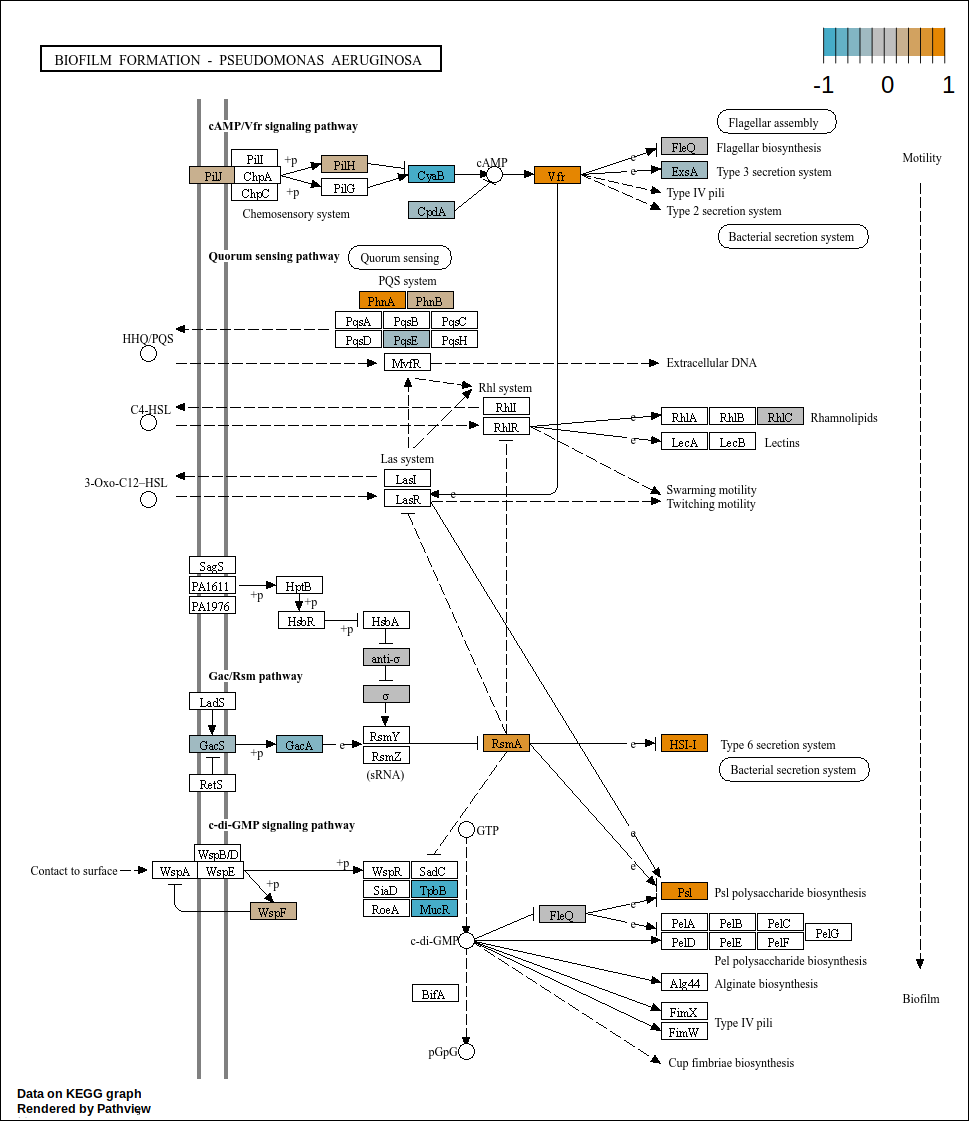 BIOFILM FORMATION - PSEUDOMONAS AERUGINOSA
-1 0 1
cAMP/Vfr signaling pathway
Flagellar assembly
PilI
+p
PilH
cAMP
e
FleQ
Flagellar biosynthesis
Motility
PilJ
ChpA
CyaB
Vfr
e
ExsA
Type 3 secretion system
ChpC
+p
PilG
Type IV pili
Chemosensory system
CpdA
Type 2 secretion system
Bacterial secretion system
Quorum sensing pathway
Quorum sensing
PQS system
PhnA PhnB
PqsA PqsB PqsC
HHQ/PQS
PqsD PqsE PqsH
MvfR
Extracellular DNA
Rhl system
C4-HSL
RhlI
RhlR
e
RhlA RhlB RhlC
Rhamnolipids
e
LecA LecB
Lectins
Las system
3-Oxo-C12-HSL
LasI
LasR
e
Swarming motility
Twitching motility
SagS
PA1611
+p
HptB
PA1976
+p
HsbR
+p
HsbA
anti-σ
Gac/Rsm pathway
σ
LadS
GacS
+p
GacA
e
RsmY
RsmZ
(sRNA)
RsmA
e
HSI-I
Type 6 secretion system
Bacterial secretion system
RetS
c-di-GMP signaling pathway
GTP
e
WspB/D
Contact to surface
WspA WspE
+p
WspR SadC
e
+p
SiaD TpbB
Psl
Psl polysaccharide biosynthesis
WspF
RoeA MucR
FleQ
e
e
PelA PelB PelC
PelG
c-di-GMP
PelD PelE PelF
Pel polysaccharide biosynthesis
BifA
Alg44
Alginate biosynthesis
Biofilm
FimX
Type IV pili
FimW
pGpG
Cup fimbriae biosynthesis
Data on KEGG graph
Rendered by Pathview